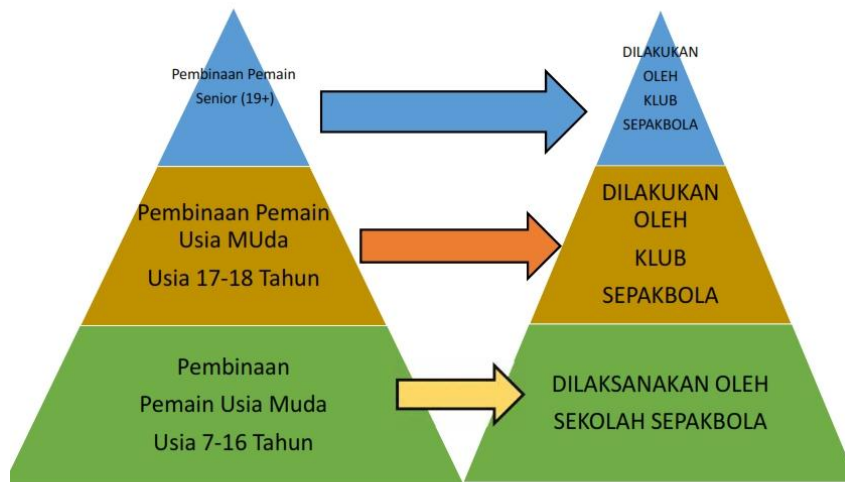 Pembinaan Pemain
Senior (19+)
DILAKUKAN
OLEH
KLUB
SEPAKBOLA
Pembinaan Pemain
Usia MUda
Usia 17-18 Tahun
DILAKUKAN
OLEH
KLUB
SEPAKBOLA
Pembinaan
Pemain Usia Muda
Usia 7-16 Tahun
DILAKSANAKAN OLEH
SEKOLAH SEPAKBOLA